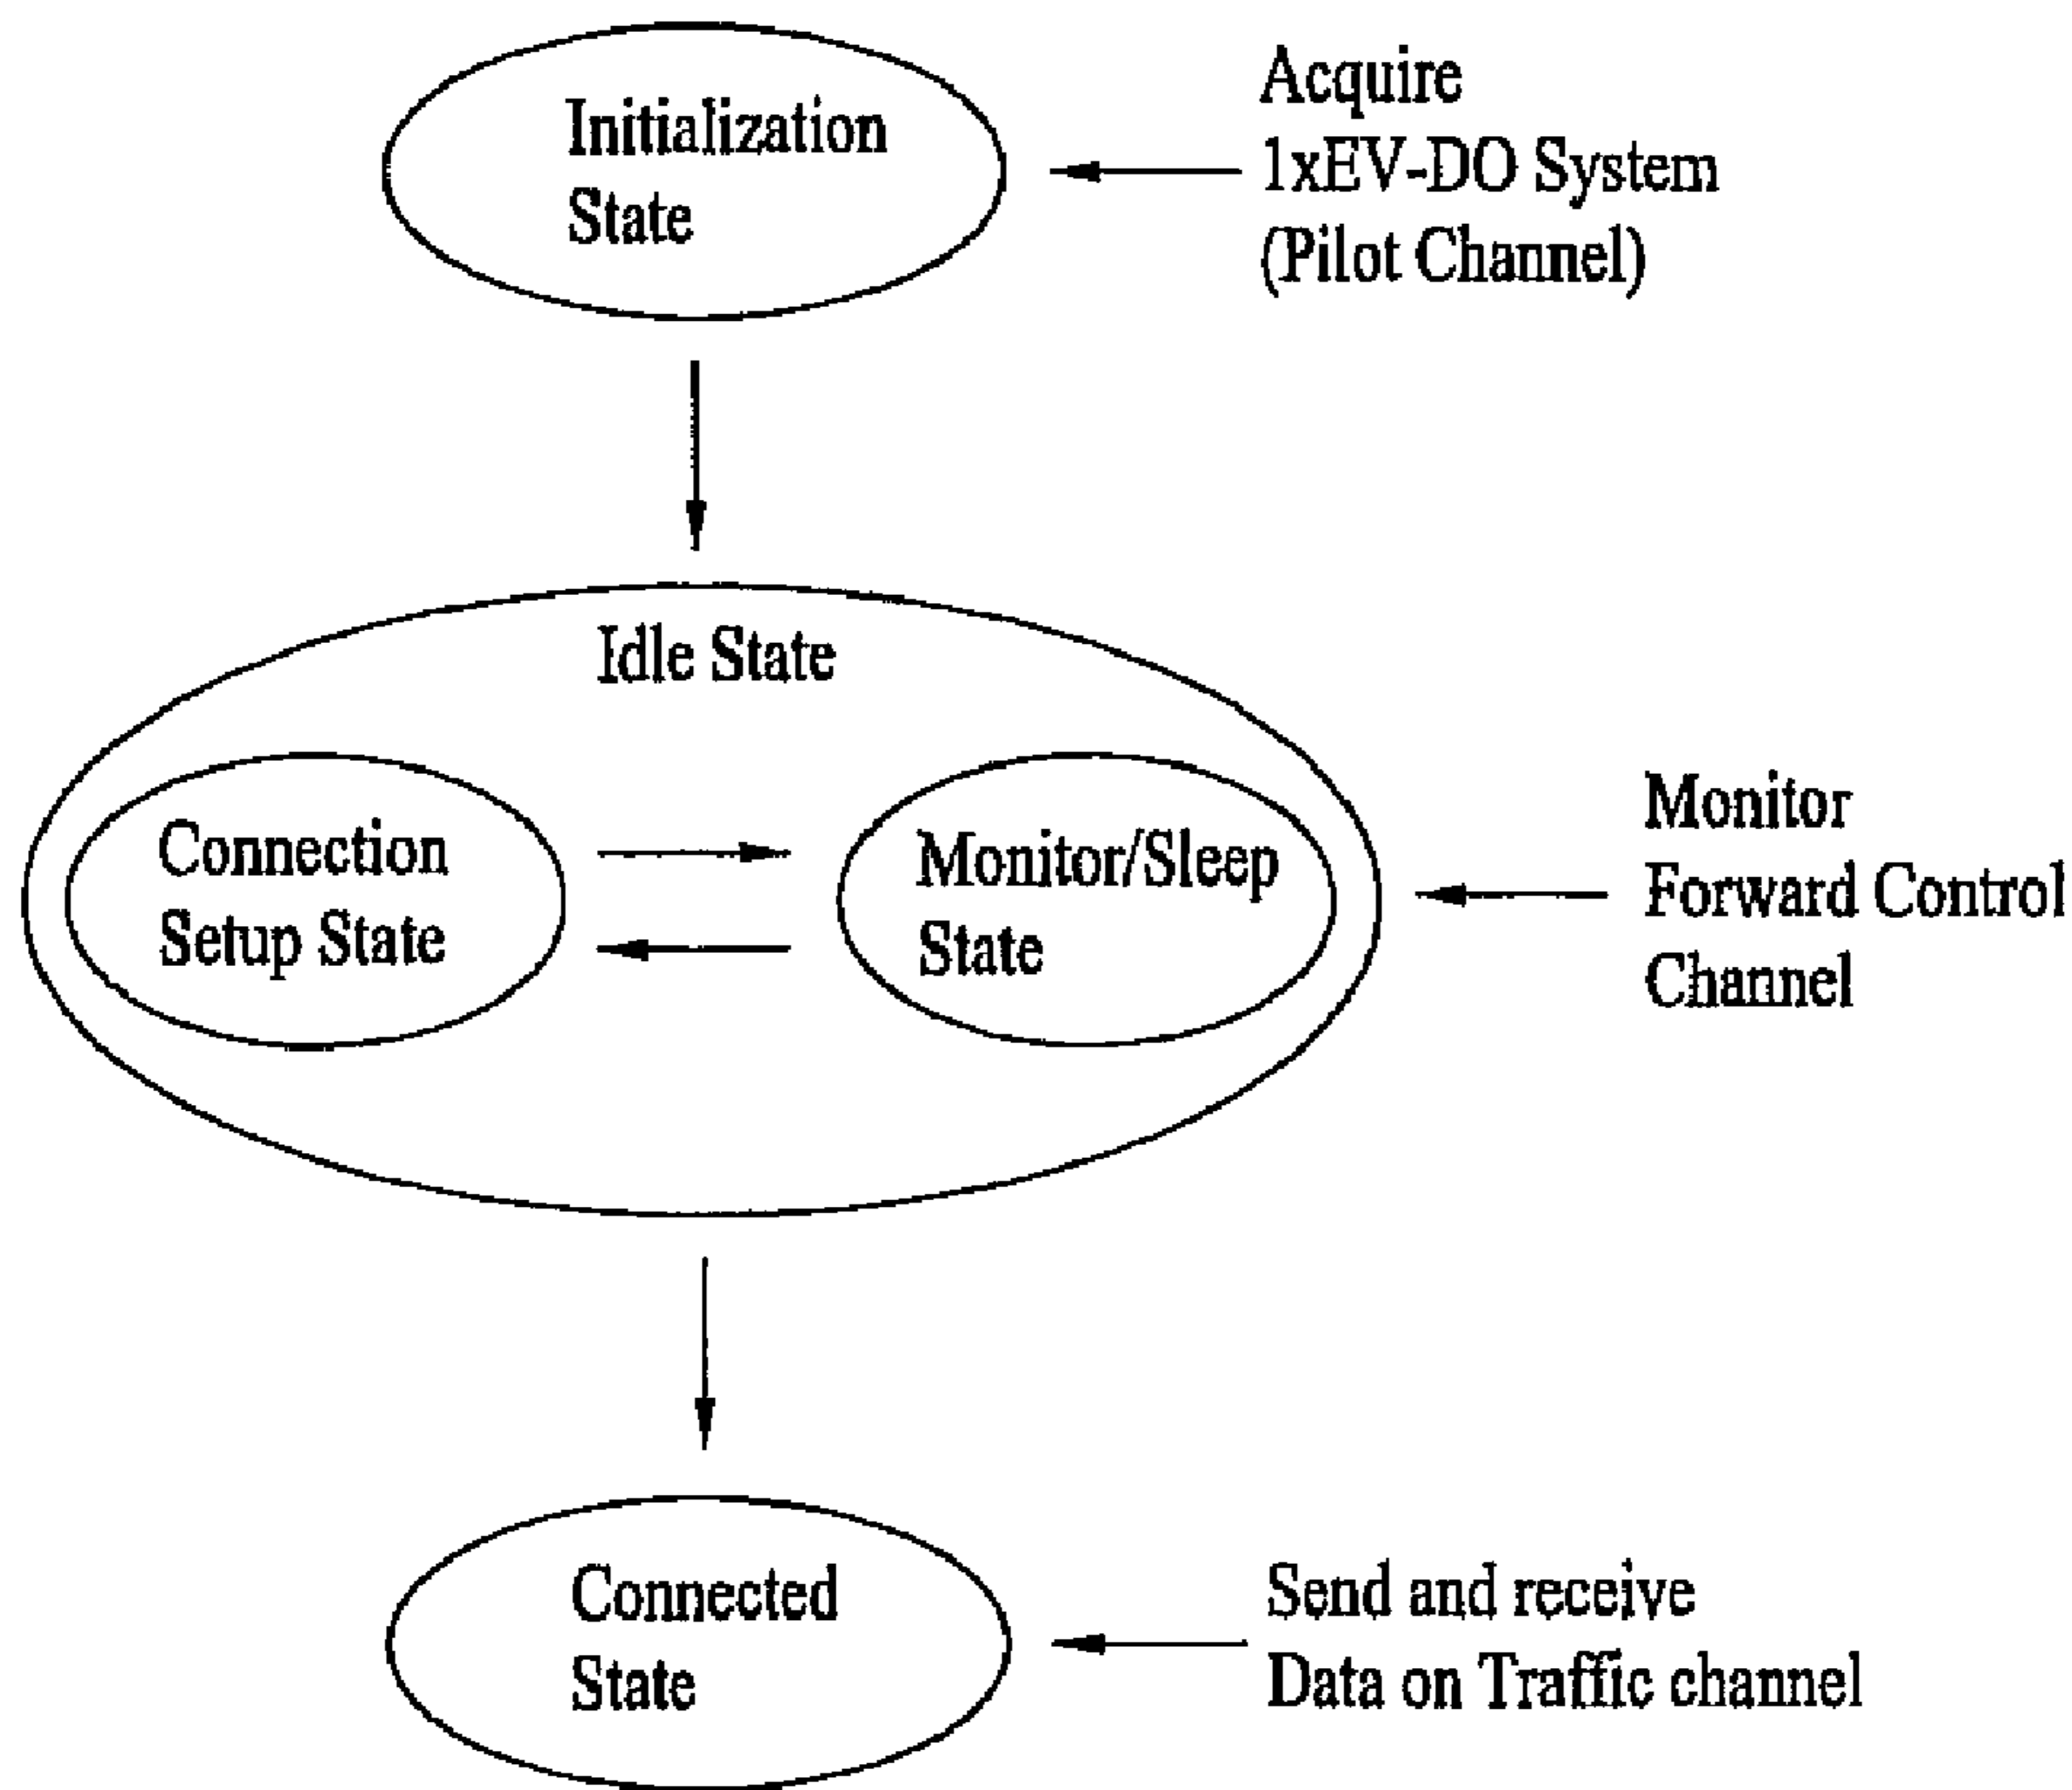 Initialization
State
Acquire
1xEV-DO System
(Pilot Channel)
Idle State
Connection
Setup State
Monitor/Sleep
State
Monitor
Forward Control
Channel
Connected
State
Send and receive
Data on Traffic channel